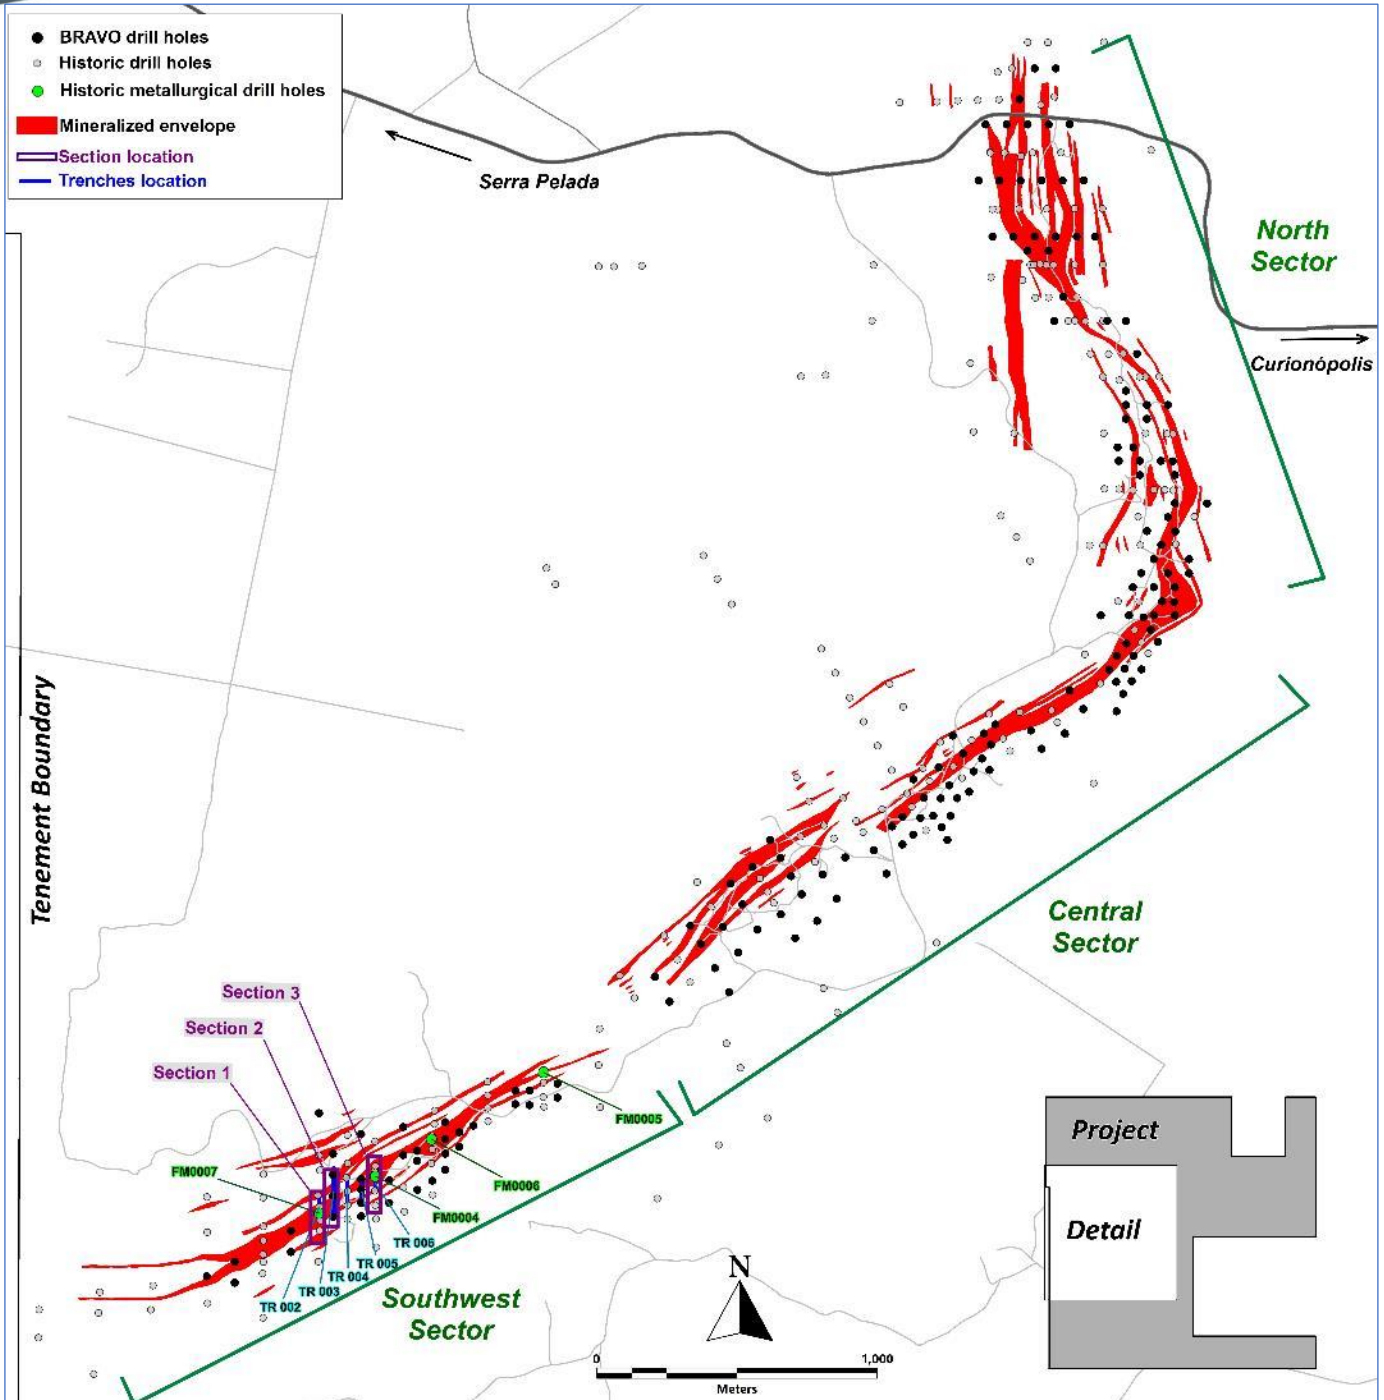 BRAVO drill holes
Historic drill holes
Historic metallurgical drill holes
Mineralized envelope
Section location
Trenches location
Serra Pelada
North
Sector
Curionópolis
Tenement Boundary
Central
Sector
Section 3
Section 2
Section 1
FM0005
FM0007
FM0006
FM0004
TR 006
TR 005
TR 004
TR 003
TR 002
Southwest
Sector
N
0 1,000
Meters
Project
Detail